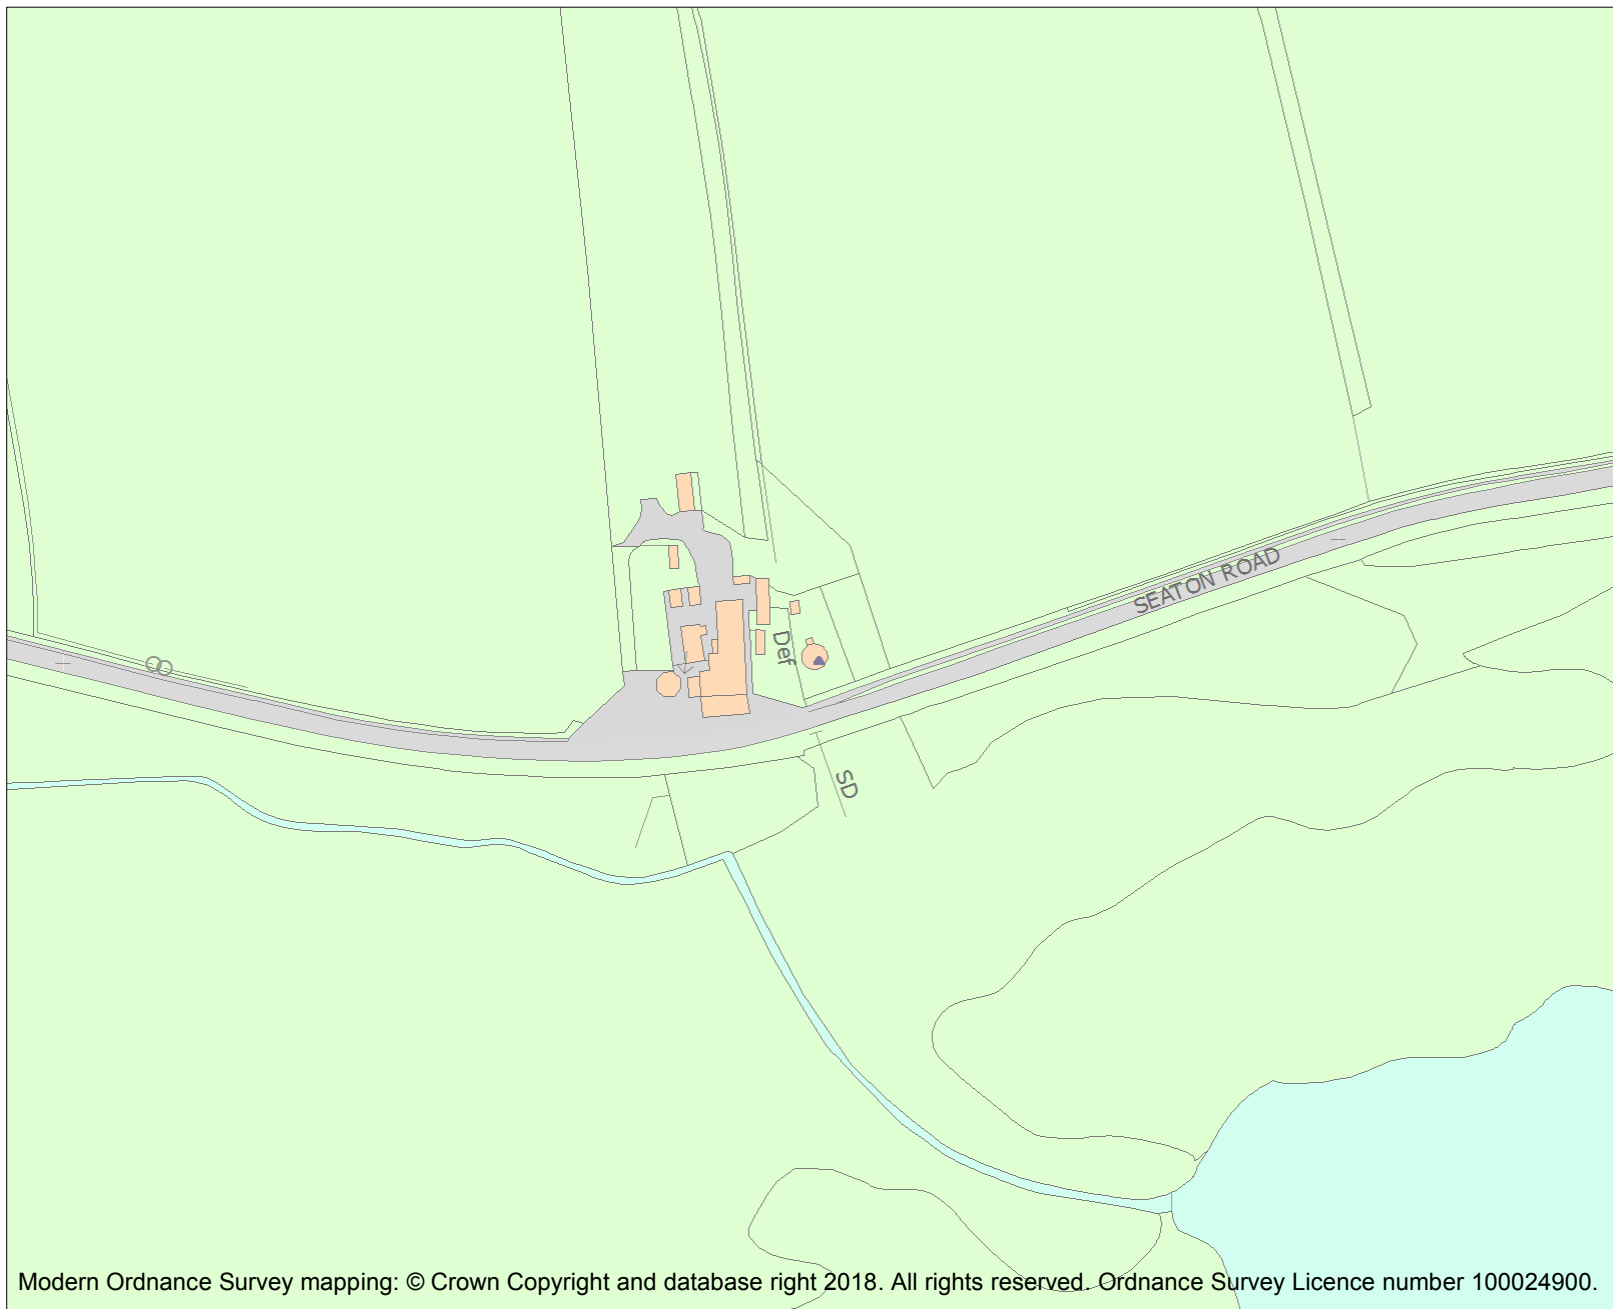 SEATON ROAD
Def
SD
Modern Ordnance Survey mapping: © Crown Copyright and database right 2018. All rights reserved. Ordnance Survey Licence number 100024900.